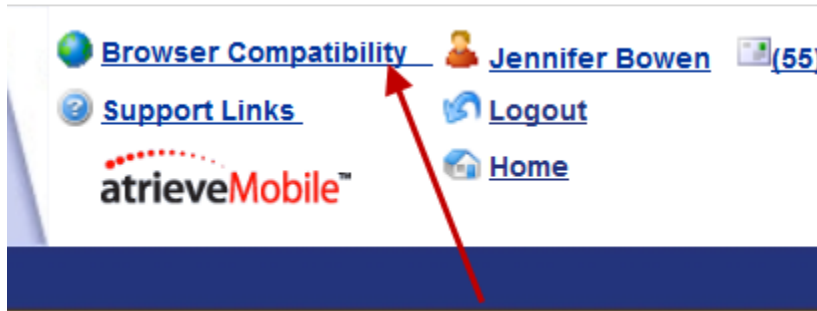 Browser Compatibility Jennifer Bowen (55)
Support Links Logout
atrieveMobile™ Home